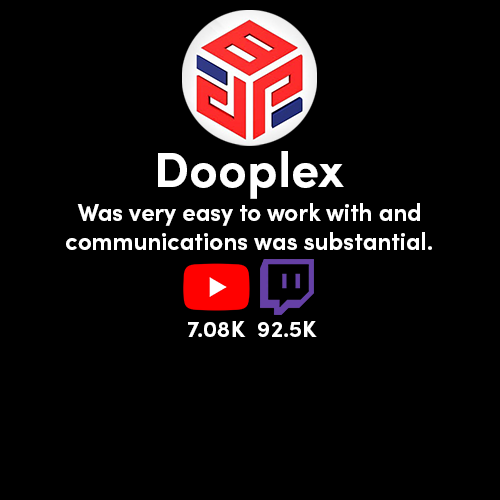 Dooplex
Was very easy to work with and
communications was substantial.
7.08K 92.5K